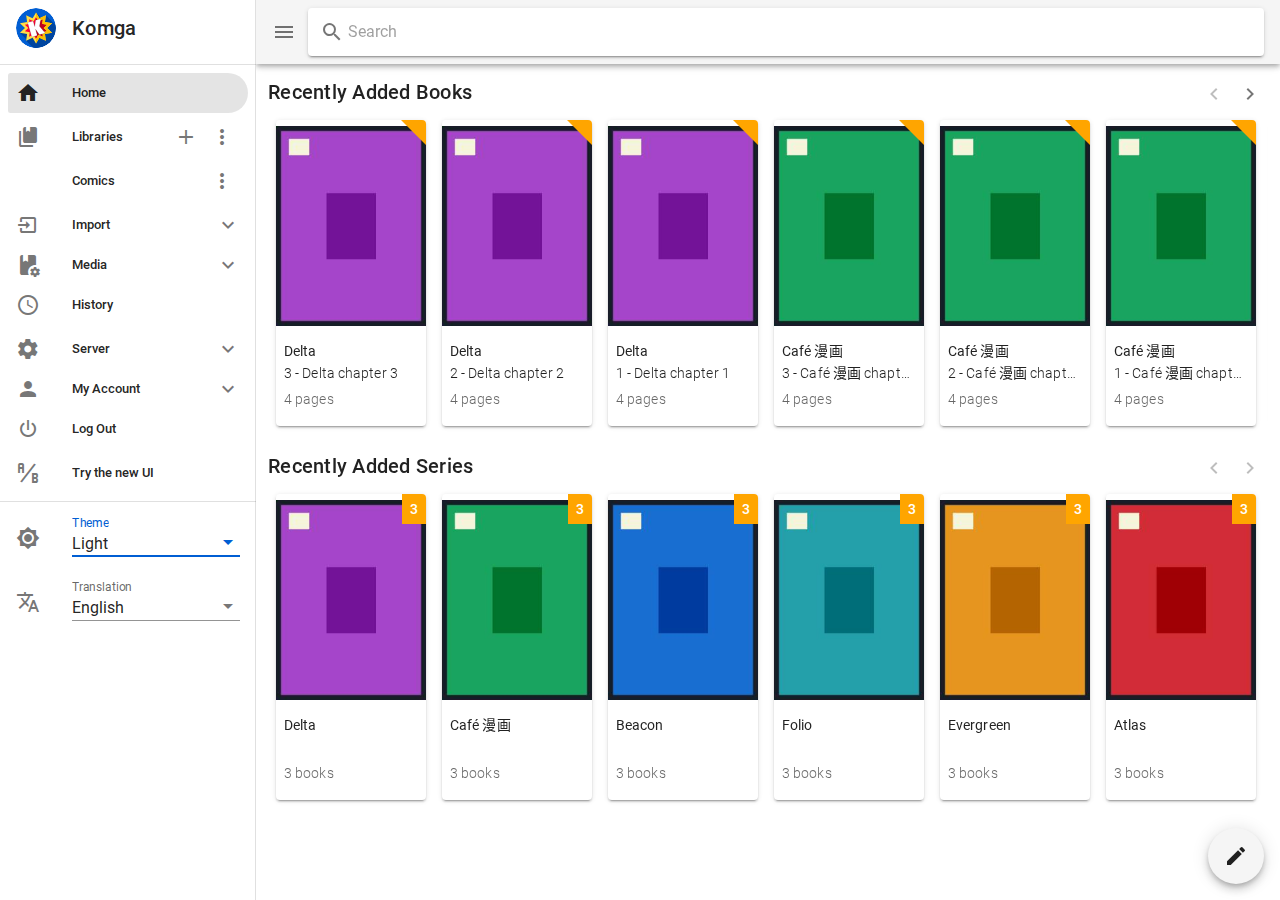 Komga
Search
Home
Libraries
Comics
Import
Media
History
Server
My Account
Log Out
Try the new UI
Theme
Light
Translation
English
Recently Added Books
Delta
3 - Delta chapter 3
4 pages
Delta
2 - Delta chapter 2
4 pages
Delta
1 - Delta chapter 1
4 pages
Café 漫画
3 - Café 漫画 chapt…
4 pages
Café 漫画
2 - Café 漫画 chapt…
4 pages
Café 漫画
1 - Café 漫画 chapt…
4 pages
Recently Added Series
3
Delta
3 books
3
Café 漫画
3 books
3
Beacon
3 books
3
Folio
3 books
3
Evergreen
3 books
3
Atlas
3 books